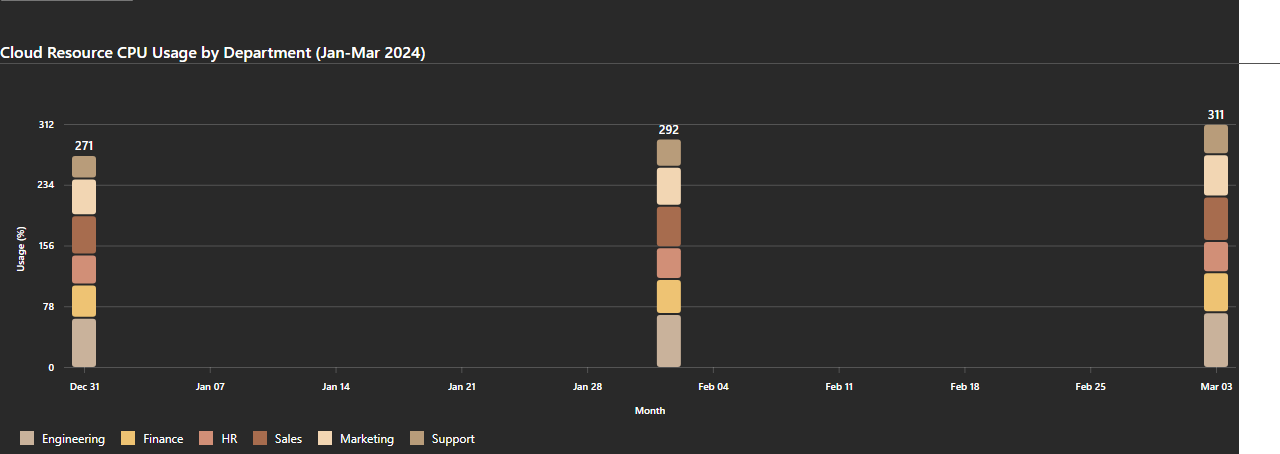 Cloud Resource CPU Usage by Department (Jan-Mar 2024)
311
312
292
271
234
156
78
0
Usage (%)
Dec 31 Jan 07 Jan 14 Jan 21 Jan 28 Feb 04 Feb 11 Feb 18 Feb 25 Mar 03
Month
Engineering Finance HR Sales Marketing Support